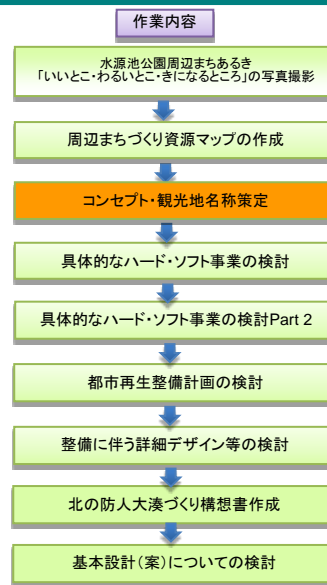 作業内容
水源池公園周辺まちあるき
「いいとこ・わるいとこ・きになるところ」の写真撮影
周辺まちづくり資源マップの作成
コンセプト・観光地名称策定
具体的なハード・ソフト事業の検討
具体的なハード・ソフト事業の検討Part 2
都市再生整備計画の検討
整備に伴う詳細デザイン等の検討
北の防人大湊づくり構想書作成
基本設計(案)についての検討